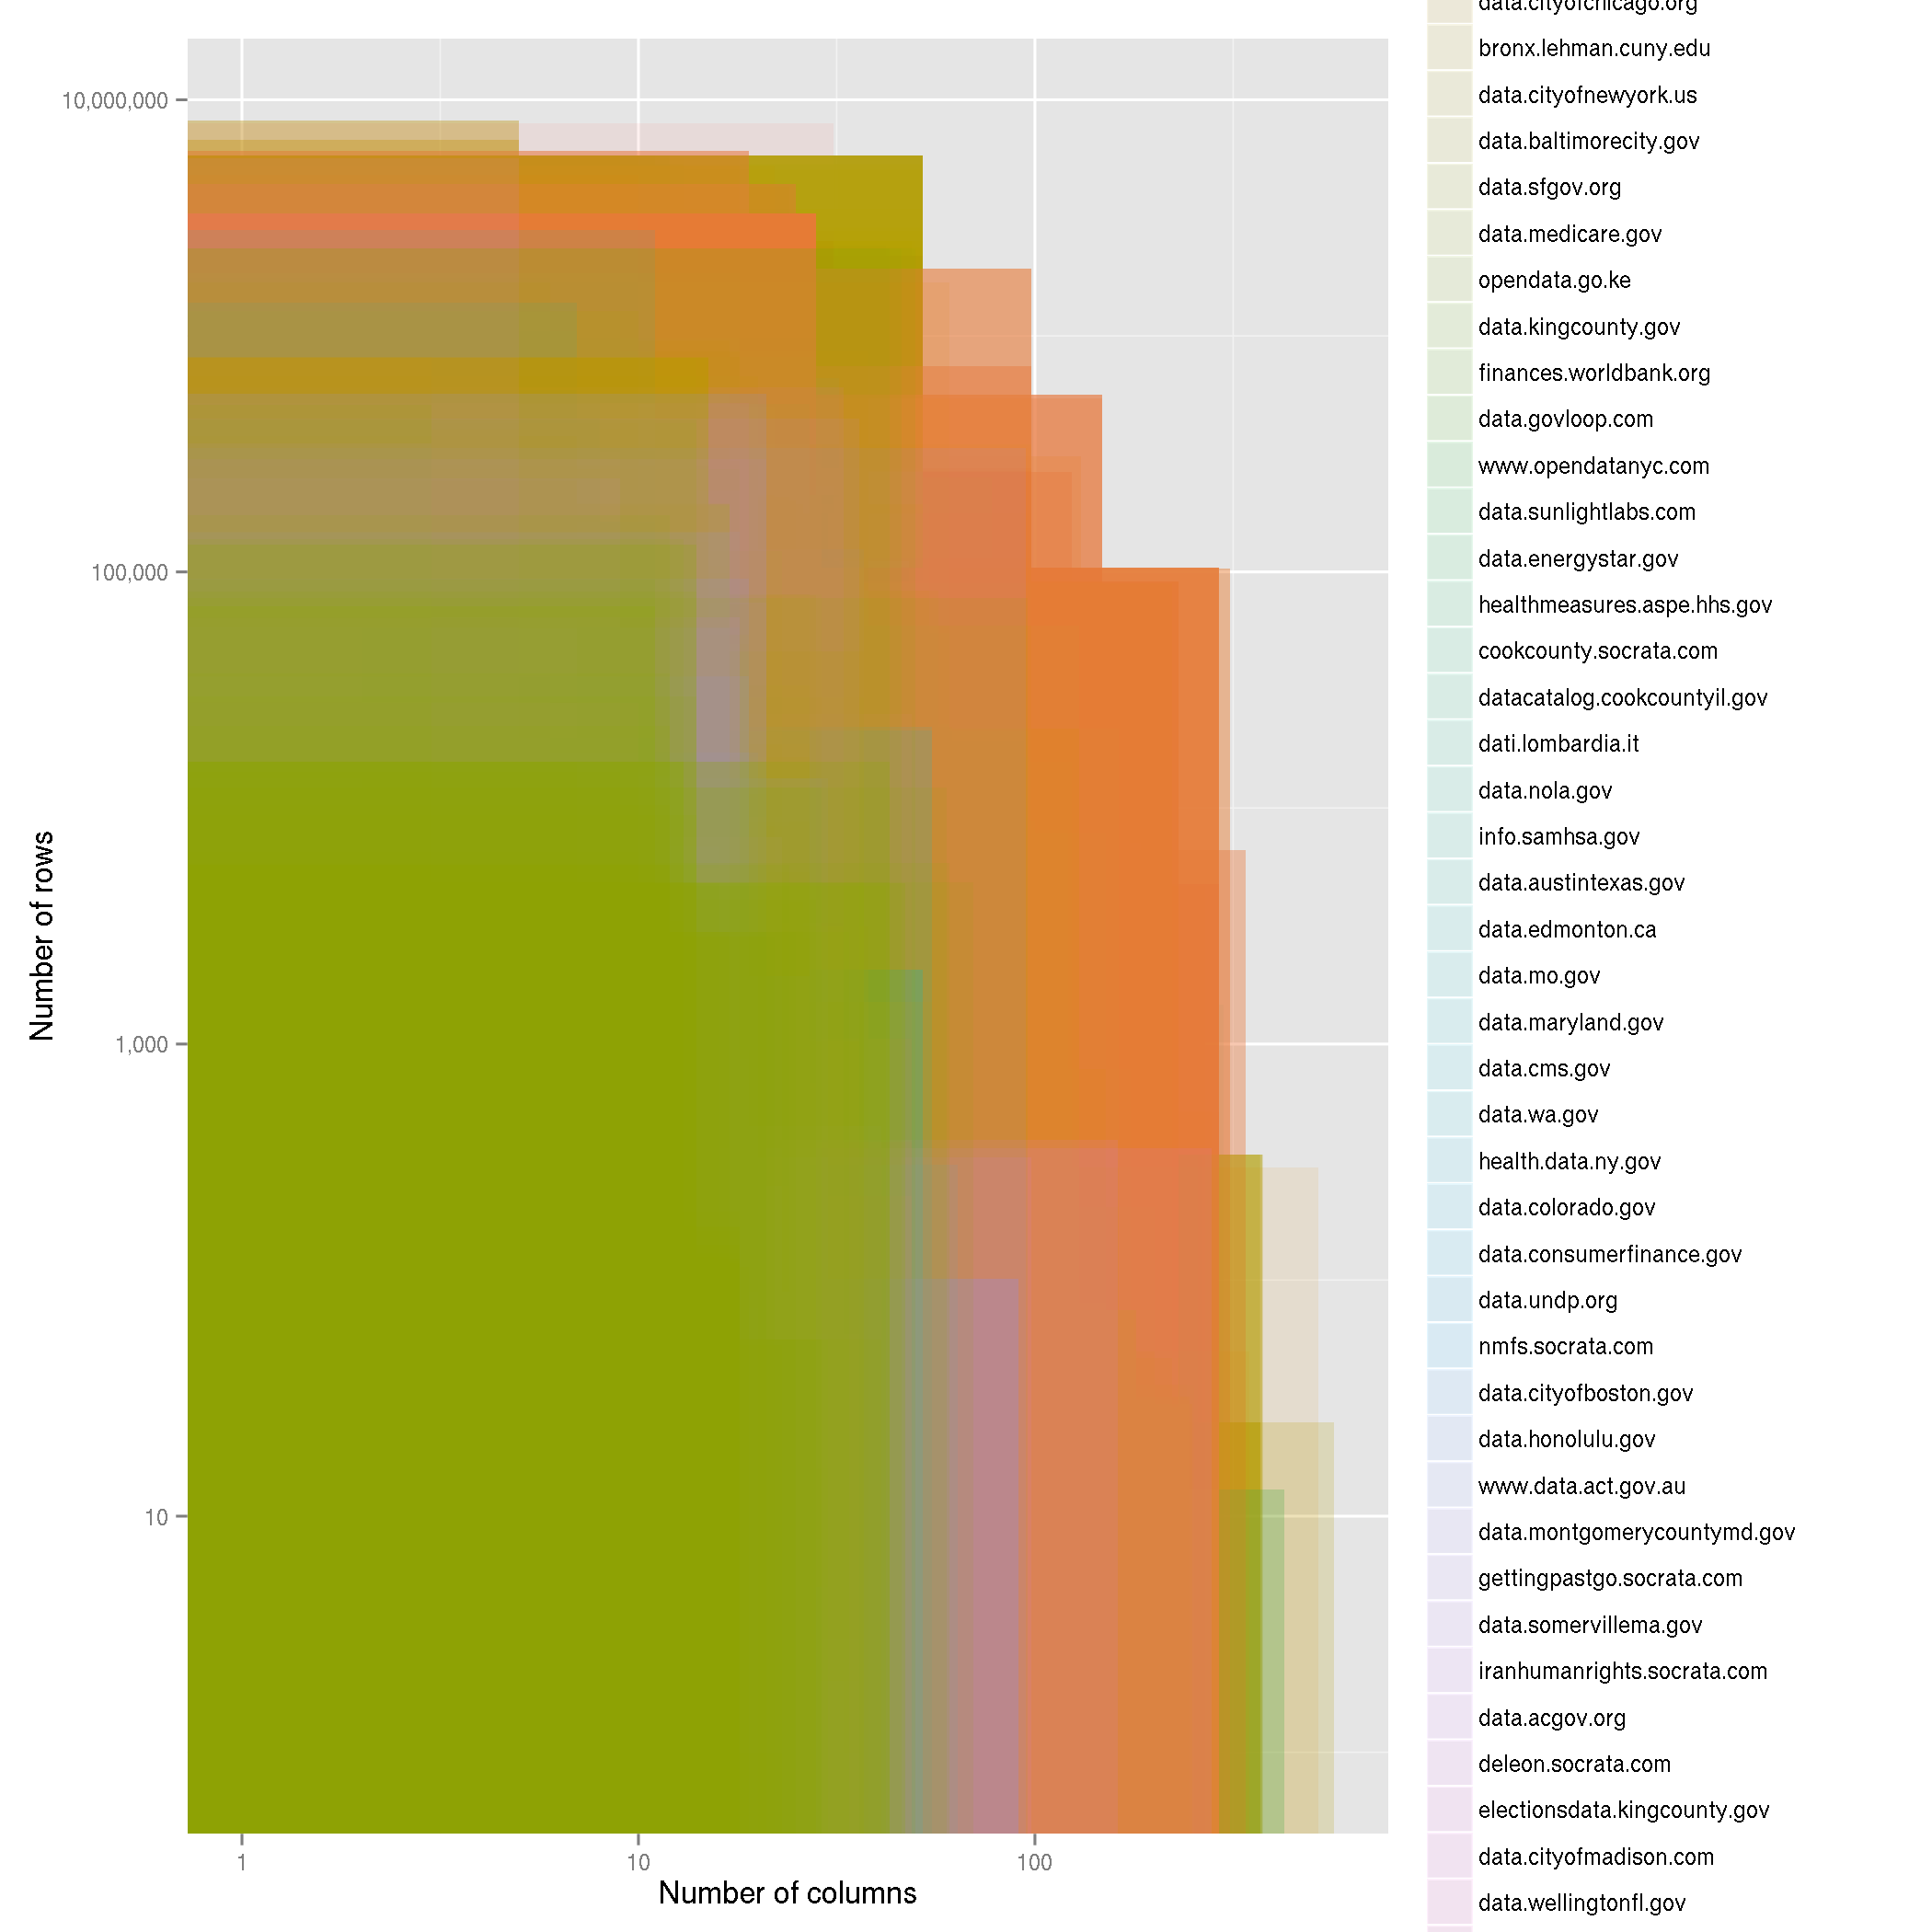 10,000,000
100,000
1,000
10
Number of rows
1
10
100
Number of columns
data.cityofchicago.org
bronx.lehman.cuny.edu
data.cityofnewyork.us
data.baltimorecity.gov
data.sfgov.org
data.medicare.gov
opendata.go.ke
data.kingcounty.gov
finances.worldbank.org
data.govloop.com
www.opendatanyc.com
data.sunlightlabs.com
data.energystar.gov
healthmeasures.aspe.hhs.gov
cookcounty.socrata.com
datacatalog.cookcountyil.gov
dati.lombardia.it
data.nola.gov
info.samhsa.gov
data.austintexas.gov
data.edmonton.ca
data.mo.gov
data.maryland.gov
data.cms.gov
data.wa.gov
health.data.ny.gov
data.colorado.gov
data.consumerfinance.gov
data.undp.org
nmfs.socrata.com
data.cityofboston.gov
data.honolulu.gov
www.data.act.gov.au
data.montgomerycountymd.gov
gettingpastgo.socrata.com
data.somervillema.gov
iranhumanrights.socrata.com
data.acgov.org
deleon.socrata.com
electionsdata.kingcounty.gov
data.cityofmadison.com
data.wellingtonfl.gov